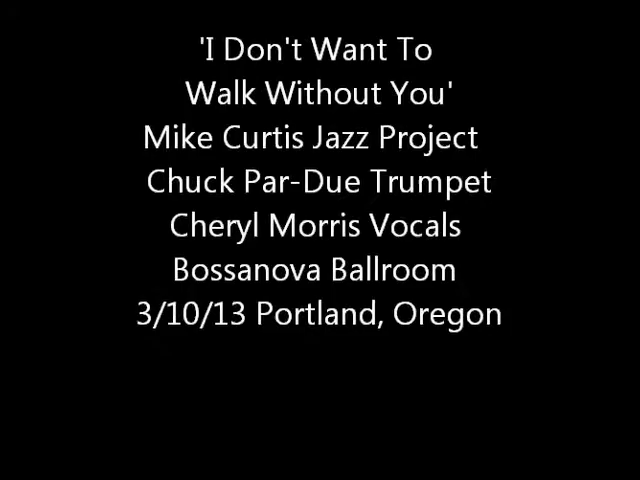 'I Don't Want To
Walk Without You'
Mike Curtis Jazz Project
Chuck Par-Due Trumpet
Cheryl Morris Vocals
Bossanova Ballroom
3/10/13 Portland, Oregon